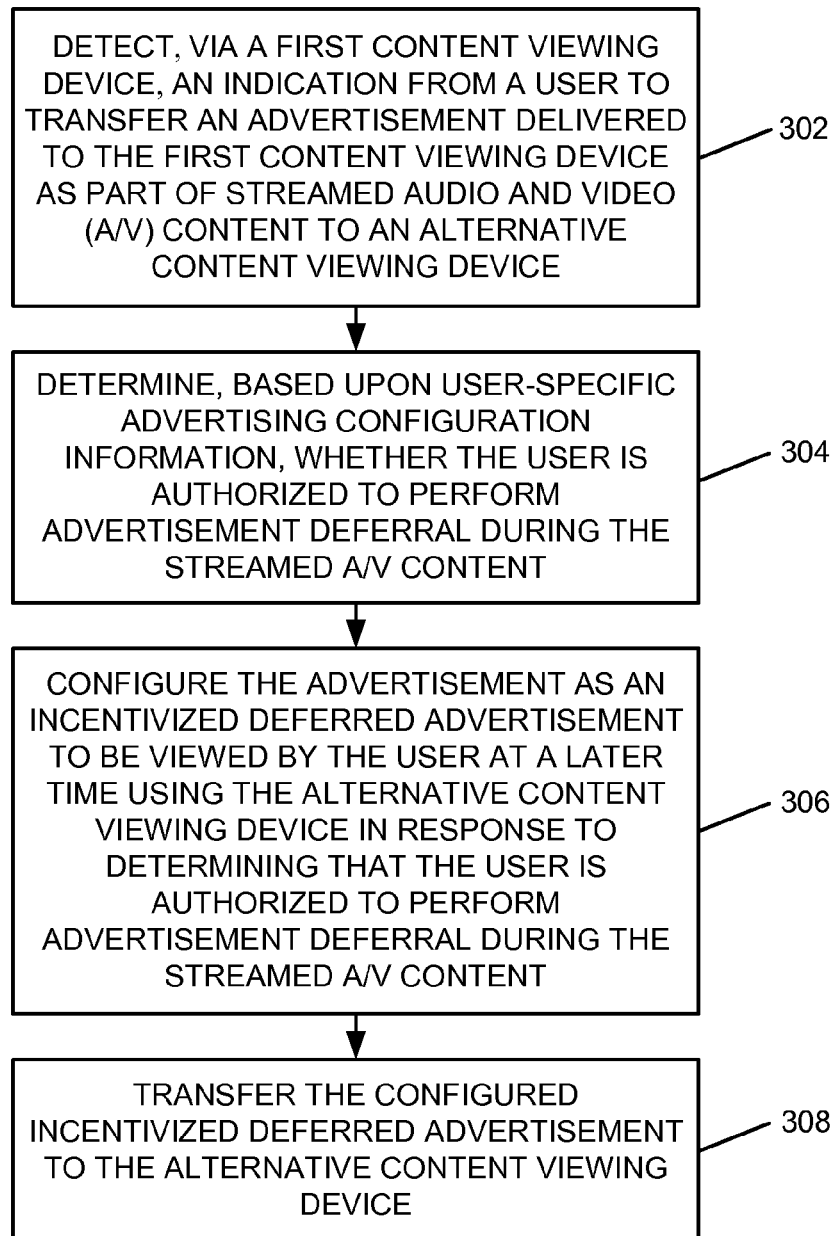 DETECT, VIA A FIRST CONTENT VIEWING
DEVICE, AN INDICATION FROM A USER TO
TRANSFER AN ADVERTISEMENT DELIVERED
TO THE FIRST CONTENT VIEWING DEVICE
AS PART OF STREAMED AUDIO AND VIDEO
(A/V) CONTENT TO AN ALTERNATIVE
CONTENT VIEWING DEVICE
302
DETERMINE, BASED UPON USER-SPECIFIC
ADVERTISING CONFIGURATION
INFORMATION, WHETHER THE USER IS
AUTHORIZED TO PERFORM
ADVERTISEMENT DEFERRAL DURING THE
STREAMED A/V CONTENT
304
CONFIGURE THE ADVERTISEMENT AS AN
INCENTIVIZED DEFERRED ADVERTISEMENT
TO BE VIEWED BY THE USER AT A LATER
TIME USING THE ALTERNATIVE CONTENT
VIEWING DEVICE IN RESPONSE TO
DETERMINING THAT THE USER IS
AUTHORIZED TO PERFORM
ADVERTISEMENT DEFERRAL DURING THE
STREAMED A/V CONTENT
306
TRANSFER THE CONFIGURED
INCENTIVIZED DEFERRED ADVERTISEMENT
TO THE ALTERNATIVE CONTENT VIEWING
DEVICE
308